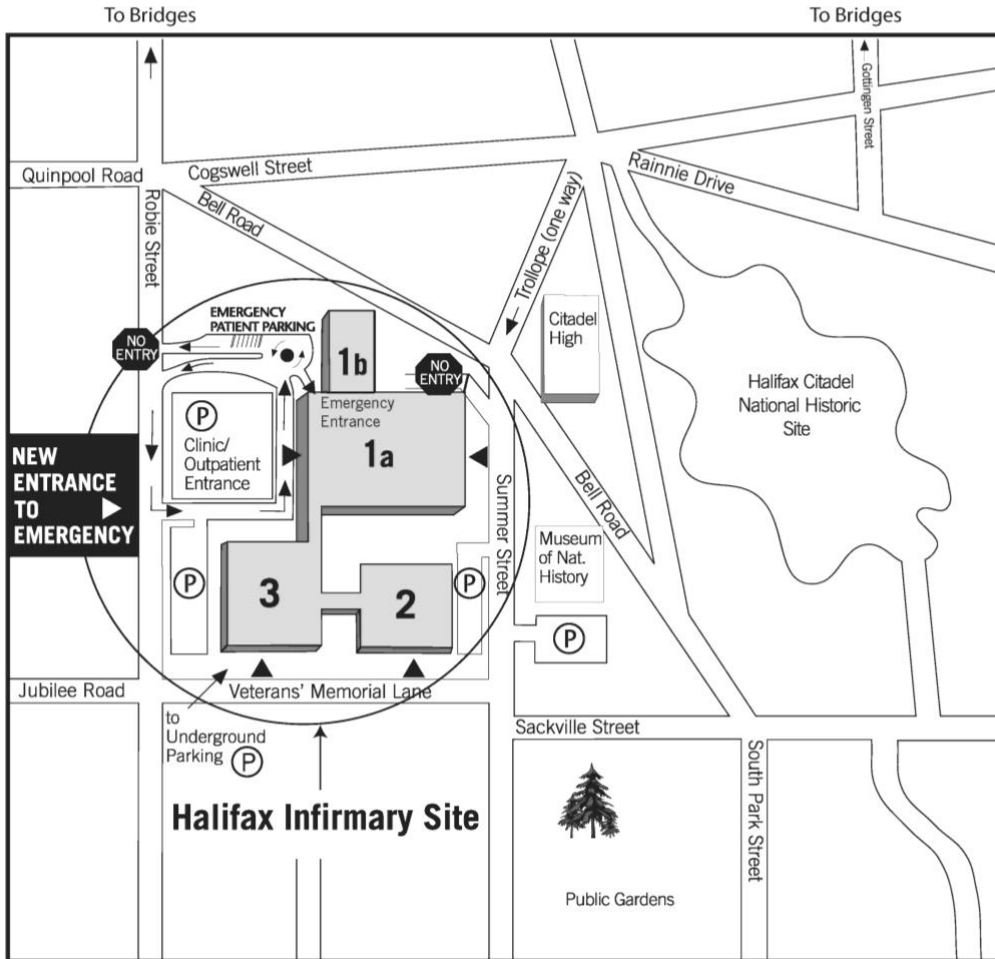 To Bridges
To Bridges
Gottingen Street
Quinpool Road
Cogswell Street
Rainnie Drive
Robie Street
Bell Road
Trollope (one way)
EMERGENCY
PATIENT PARKING
NO
ENTRY
1b
NO
ENTRY
Citadel
High
Halifax Citadel
National Historic
Site
Emergency
Entrance
1a
P
Clinic/
Outpatient
Entrance
NEW
ENTRANCE
TO
EMERGENCY
Summer Street
Bell Road
Museum
of Nat.
History
P
3
2
P
P
Jubilee Road
Veterans' Memorial Lane
to
Underground
Parking P
Sackville Street
South Park Street
Halifax Infirmary Site
Public Gardens